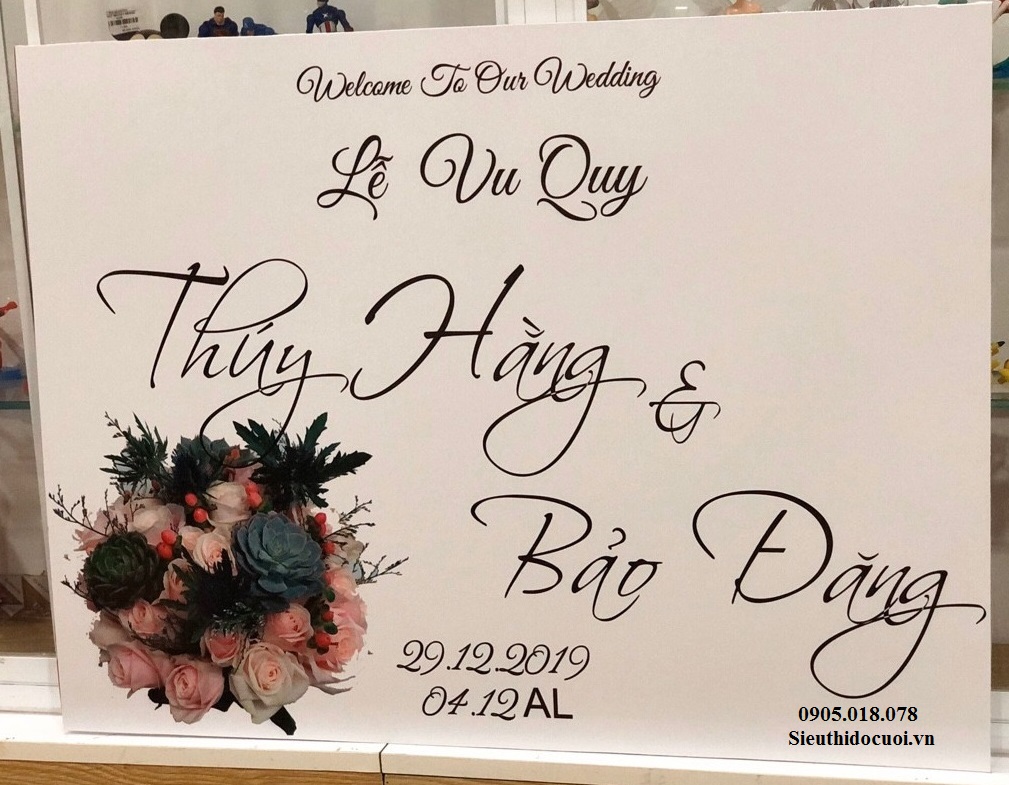 Welcome To Our Wedding
Lễ Vu Quy
Thúy Hằng &
Bảo Đăng
29.12.2019
04.12 AL
0905.018.078
Sieuthidocuoi.vn